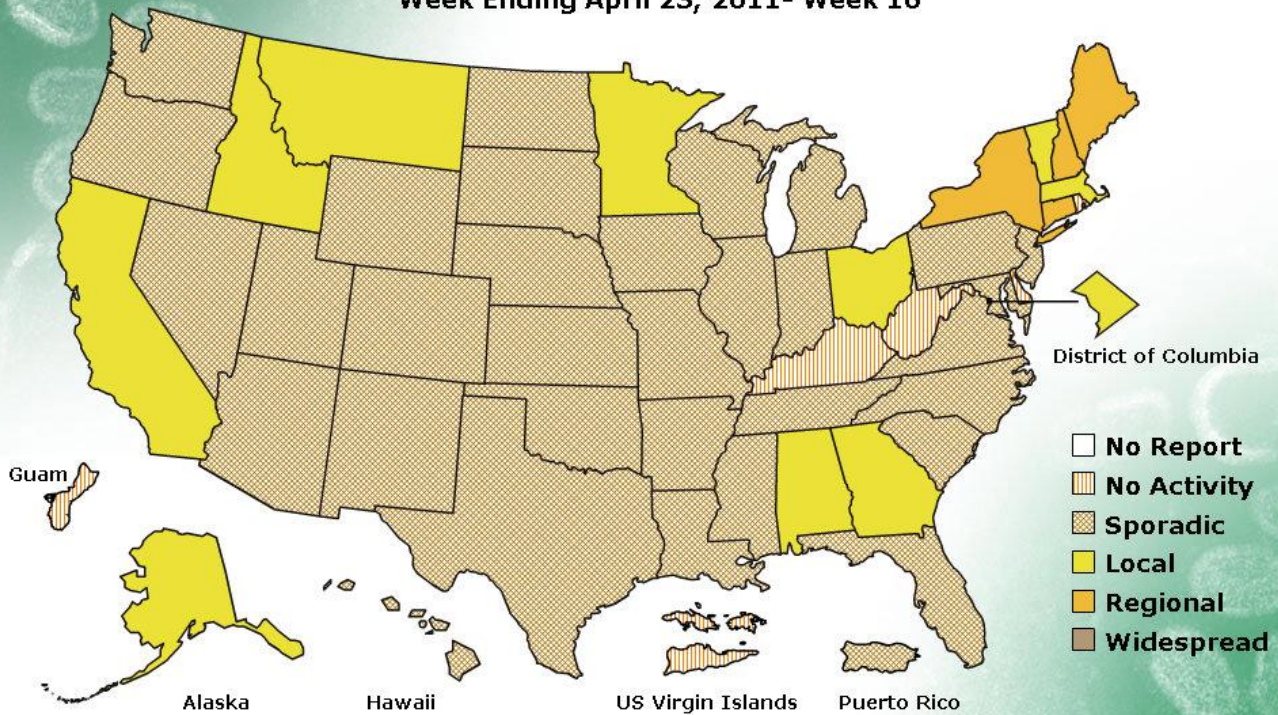 Week Ending April 23, 2011- Week 16
District of Columbia
No Report
No Activity
Sporadic
Local
Regional
Widespread
Guam
Alaska
Hawaii
US Virgin Islands
Puerto Rico